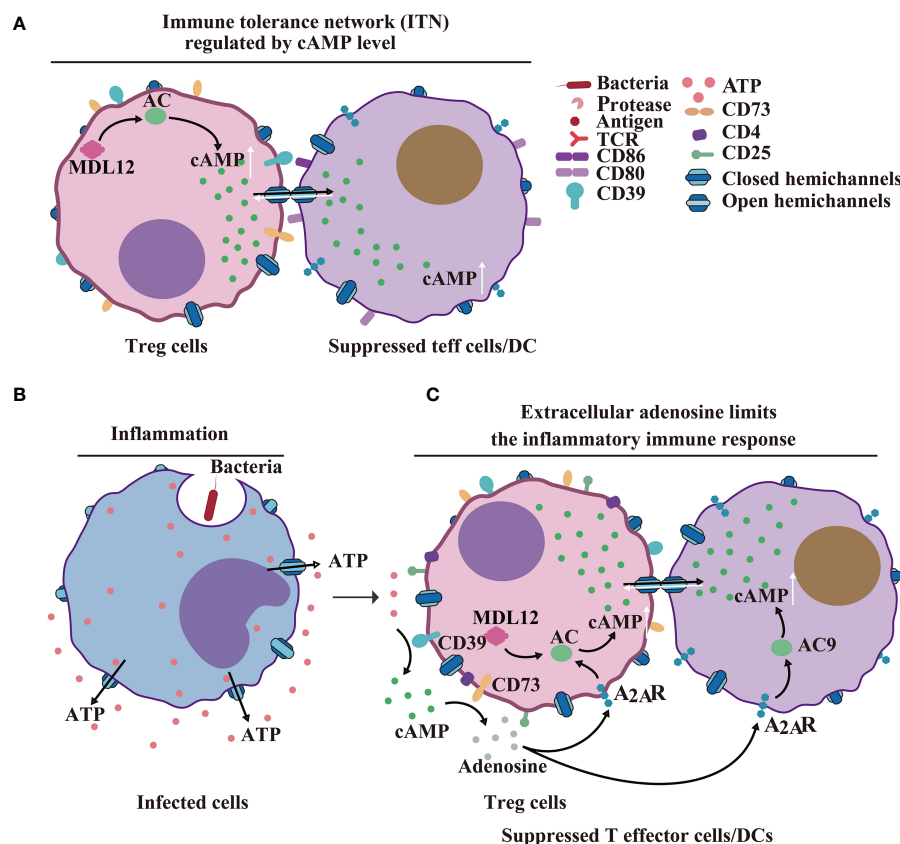 A
Immune tolerance network (ITN)
regulated by cAMP level
AC
MDL12
cAMP
cAMP
Treg cells
Suppressed teff cells/DC
Bacteria
Protease
Antigen
TCR
CD86
CD80
CD39
ATP
CD73
CD4
CD25
Closed hemichannels
Open hemichannels
B
Inflammation
Bacteria
ATP
ATP
ATP
Infected cells
C
Extracellular adenosine limits
the inflammatory immune response
MDL12
AC
cAMP
CD39
CD73
cAMP
Adenosine
A2AR
cAMP
AC9
A2AR
Treg cells
Suppressed T effector cells/DCs